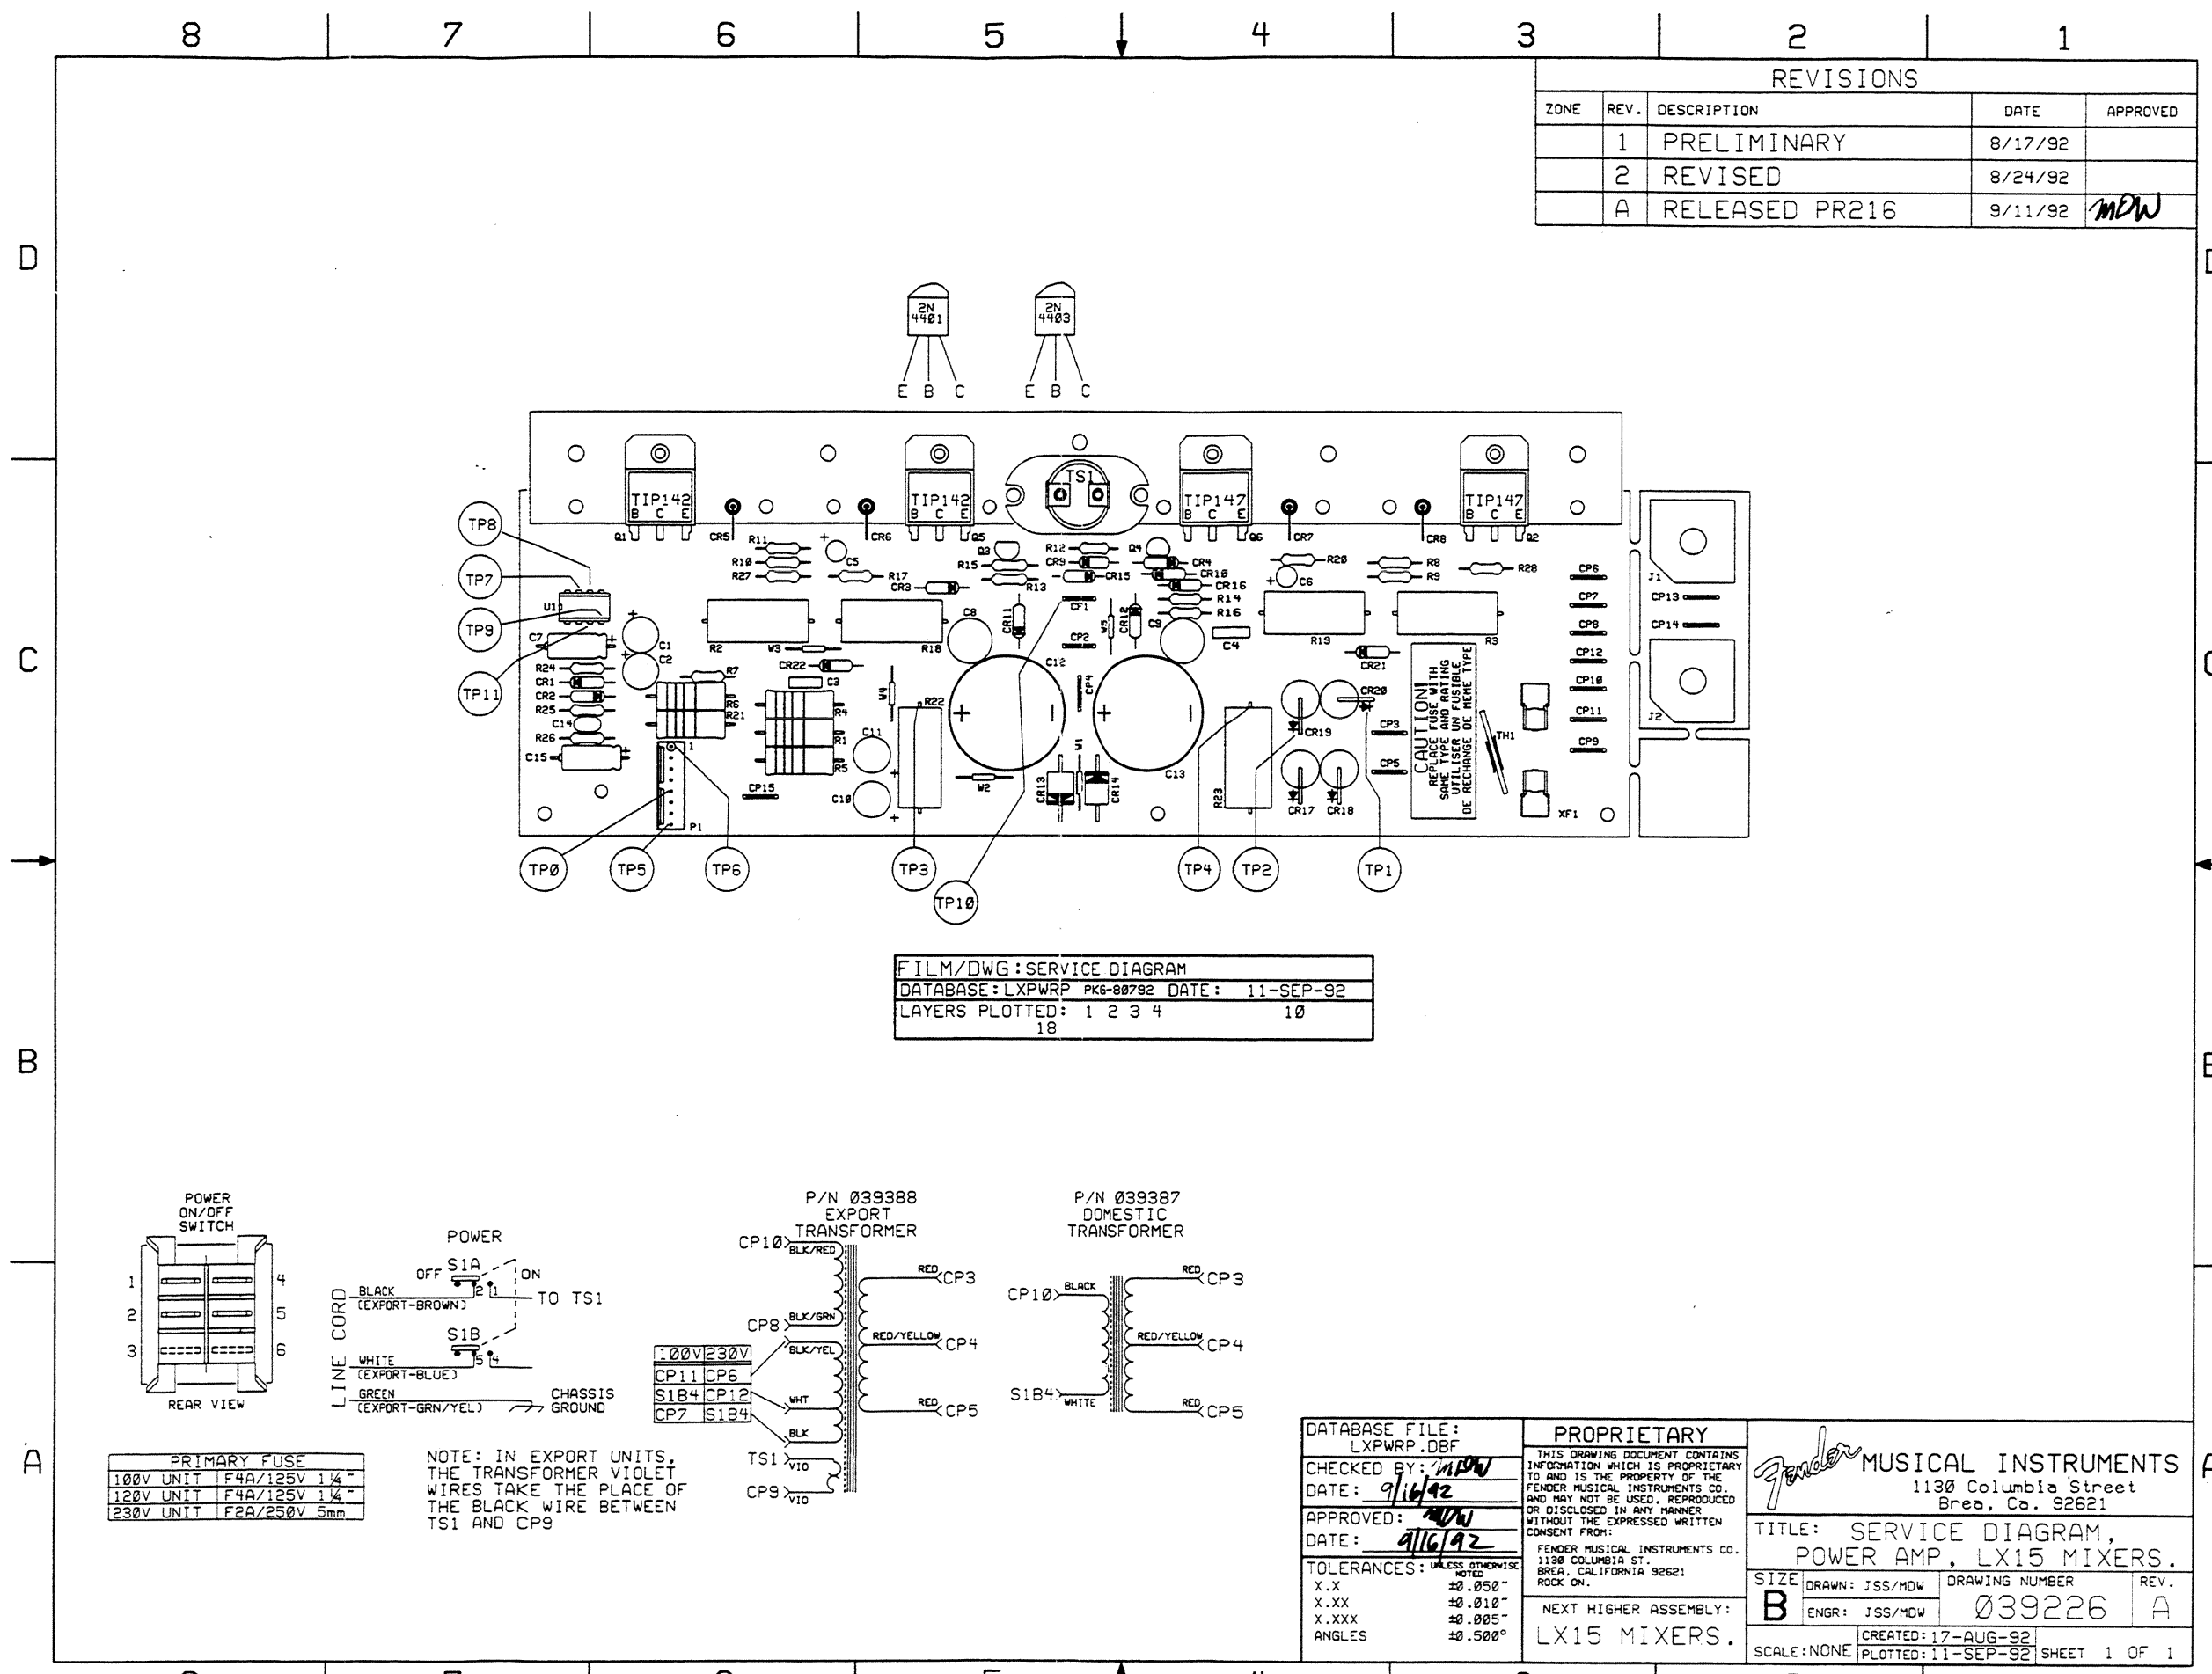 8 7 6 5 4 3 2 1
REVISIONS
ZONE REV. DESCRIPTION DATE APPROVED
1 PRELIMINARY 8/17/92
2 REVISED 8/24/92
A RELEASED PR216 9/11/92 MDW
D
2N 4401
2N 4403
E B C
E B C
TIP142 B C E
TIP142 B C E
TS1
TIP147 B C E
TIP147 B C E
Q1 CR5 CR6 Q5 Q6 CR7 CR8 Q2
TP8
TP7
TP9
TP11
U1
R11
R10
R27
C5
R17
CR3
Q3
R15
R13
R12
CR9
CR15
Q4
CR4
CR10
CR16
R14
R16
R20
C6
R8
R9
R28
CP6
CP7
CP8
CP12
CP10
CP11
CP9
J1
CP13
CP14
J2
C
C7
C1
C2
R24
CR1
CR2
R25
C14
R26
C15
R7
R6
R21
1
P1
R2
W3
CR22
C3
R4
R1
R5
CP15
R18
W4
R22
C11
C10
C8
CR11
CF1
CP2
W5
CR12
C9
C4
C12
CP4
C13
W2
CR13
W1
CR14
R23
R19
R3
CR21
CR20
CR19
CR17
CR18
CP3
CP5
CAUTION!
REPLACE FUSE WITH
SAME TYPE AND RATING
UTILISER UN FUSIBLE
DE RECHANGE DE MEME TYPE
TH1
XF1
TP0 TP5 TP6 TP3 TP10 TP4 TP2 TP1
FILM/DWG: SERVICE DIAGRAM
DATABASE: LXPWRP PKG-80792 DATE: 11-SEP-92
LAYERS PLOTTED: 1 2 3 4 10
18
B
POWER
ON/OFF
SWITCH
1 4
2 5
3 6
REAR VIEW
POWER
OFF S1A ON
LINE CORD
BLACK
(EXPORT-BROWN)
2 1
TO TS1
S1B
WHITE
(EXPORT-BLUE)
5 4
GREEN
(EXPORT-GRN/YEL)
CHASSIS
GROUND
P/N 039388
EXPORT
TRANSFORMER
CP10 BLK/RED
CP8 BLK/GRN
BLK/YEL
WHT
BLK
TS1 VIO
CP9 VIO
RED CP3
RED/YELLOW CP4
RED CP5
100V 230V
CP11 CP6
S1B4 CP12
CP7 S1B4
P/N 039387
DOMESTIC
TRANSFORMER
CP10 BLACK
S1B4 WHITE
RED CP3
RED/YELLOW CP4
RED CP5
A
PRIMARY FUSE
100V UNIT F4A/125V 1¼"
120V UNIT F4A/125V 1¼"
230V UNIT F2A/250V 5mm
NOTE: IN EXPORT UNITS,
THE TRANSFORMER VIOLET
WIRES TAKE THE PLACE OF
THE BLACK WIRE BETWEEN
TS1 AND CP9
DATABASE FILE:
LXPWRP.DBF
CHECKED BY: MDW
DATE: 9/16/92
APPROVED: MDW
DATE: 9/16/92
TOLERANCES: UNLESS OTHERWISE NOTED
X.X ±0.050"
X.XX ±0.010"
X.XXX ±0.005"
ANGLES ±0.500°
PROPRIETARY
THIS DRAWING DOCUMENT CONTAINS
INFORMATION WHICH IS PROPRIETARY
TO AND IS THE PROPERTY OF THE
FENDER MUSICAL INSTRUMENTS CO.
AND MAY NOT BE USED, REPRODUCED
OR DISCLOSED IN ANY MANNER
WITHOUT THE EXPRESSED WRITTEN
CONSENT FROM:
FENDER MUSICAL INSTRUMENTS CO.
1130 COLUMBIA ST.
BREA, CALIFORNIA 92621
ROCK ON.
NEXT HIGHER ASSEMBLY:
LX15 MIXERS.
Fender MUSICAL INSTRUMENTS
1130 Columbia Street
Brea, Ca. 92621
TITLE: SERVICE DIAGRAM,
POWER AMP, LX15 MIXERS.
SIZE B
DRAWN: JSS/MDW
ENGR: JSS/MDW
DRAWING NUMBER
039226
REV. A
SCALE: NONE
CREATED: 17-AUG-92
PLOTTED: 11-SEP-92
SHEET 1 OF 1